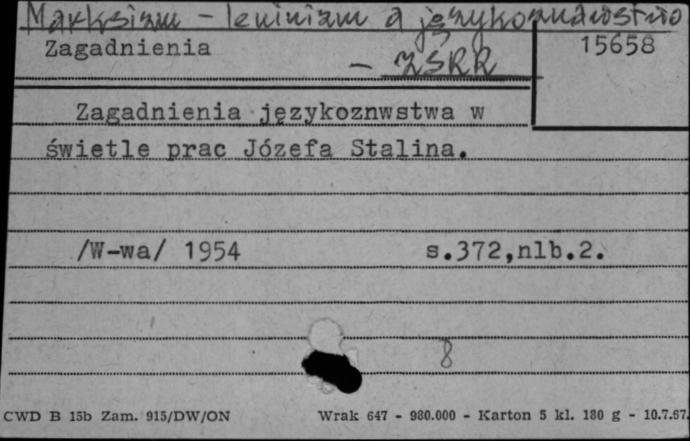 Marksizm - leninizm a językoznawstwo
Zagadnienia
15658
- ZSRR
Zagadnienia językoznwstwa w
świetle prac Józefa Stalina.
/W-wa/ 1954 s.372,nlb.2.
8
CWD B 15b Zam. 915/DW/ON Wrak 647 - 980.000 - Karton 5 kl. 180 g - 10.7.67.